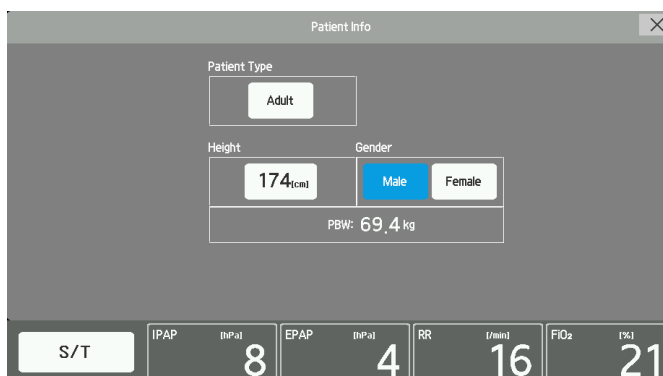 Patient Info
Patient Type
Adult
Height Gender
174[cm] Male Female
PBW: 69.4 kg
S/T
IPAP [hPa] EPAP [hPa] RR [/min] FiO₂ [%]
8 4 16 21